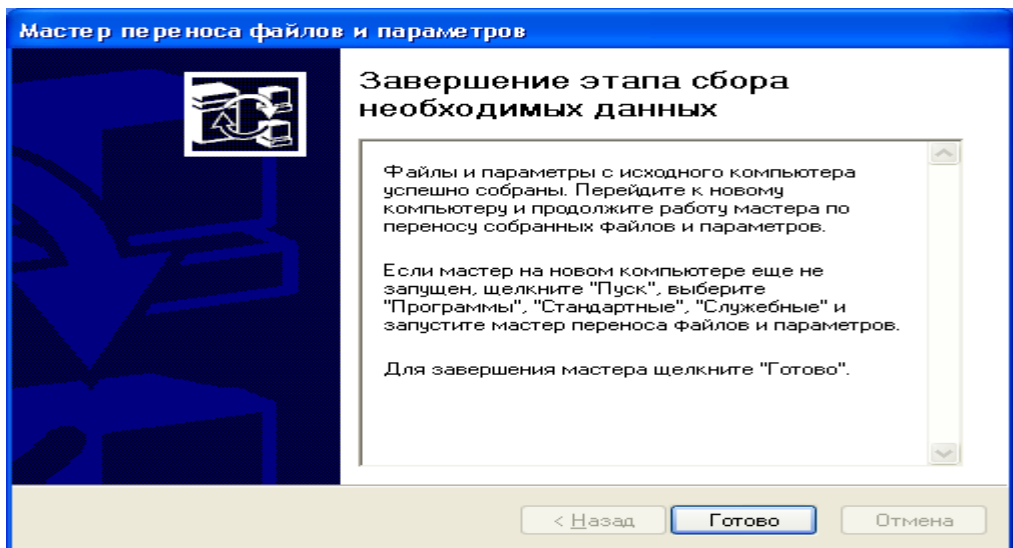 Мастер переноса файлов и параметров
Завершение этапа сбора
необходимых данных
Файлы и параметры с исходного компьютера
успешно собраны. Перейдите к новому
компьютеру и продолжите работу мастера по
переносу собранных файлов и параметров.
Если мастер на новом компьютере еще не
запущен, щелкните "Пуск", выберите
"Программы", "Стандартные", "Служебные" и
запустите мастер переноса файлов и параметров.
Для завершения мастера щелкните "Готово".
< Назад
Готово
Отмена